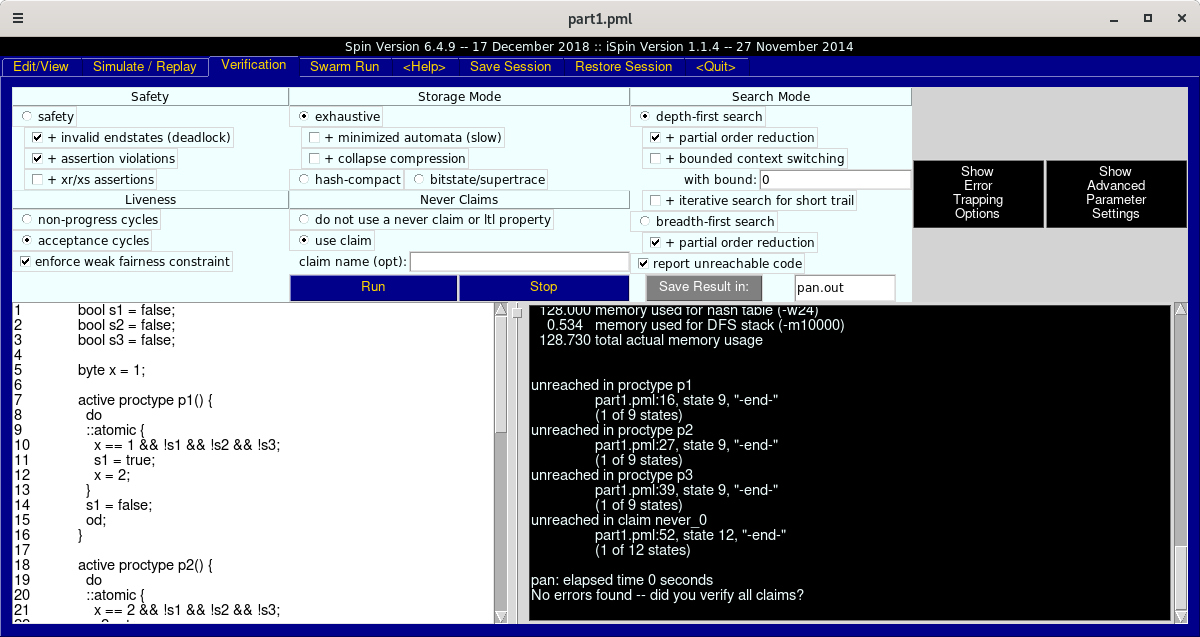 part1.pml
Spin Version 6.4.9 -- 17 December 2018 :: iSpin Version 1.1.4 -- 27 November 2014
Edit/View Simulate / Replay Verification Swarm Run <Help> Save Session Restore Session <Quit>
Safety
safety
+ invalid endstates (deadlock)
+ assertion violations
+ xr/xs assertions
Liveness
non-progress cycles
acceptance cycles
enforce weak fairness constraint
Storage Mode
exhaustive
+ minimized automata (slow)
+ collapse compression
hash-compact bitstate/supertrace
Never Claims
do not use a never claim or ltl property
use claim
claim name (opt):
Run Stop
Search Mode
depth-first search
+ partial order reduction
+ bounded context switching
with bound: 0
+ iterative search for short trail
breadth-first search
+ partial order reduction
report unreachable code
Save Result in: pan.out
Show
Error
Trapping
Options
Show
Advanced
Parameter
Settings
1 bool s1 = false;
2 bool s2 = false;
3 bool s3 = false;
4
5 byte x = 1;
6
7 active proctype p1() {
8 do
9 ::atomic {
10 x == 1 && !s1 && !s2 && !s3;
11 s1 = true;
12 x = 2;
13 }
14 s1 = false;
15 od;
16 }
17
18 active proctype p2() {
19 do
20 ::atomic {
21 x == 2 && !s1 && !s2 && !s3;
128.000 memory used for hash table (-w24)
0.534 memory used for DFS stack (-m10000)
128.730 total actual memory usage
unreached in proctype p1
part1.pml:16, state 9, "-end-"
(1 of 9 states)
unreached in proctype p2
part1.pml:27, state 9, "-end-"
(1 of 9 states)
unreached in proctype p3
part1.pml:39, state 9, "-end-"
(1 of 9 states)
unreached in claim never_0
part1.pml:52, state 12, "-end-"
(1 of 12 states)
pan: elapsed time 0 seconds
No errors found -- did you verify all claims?